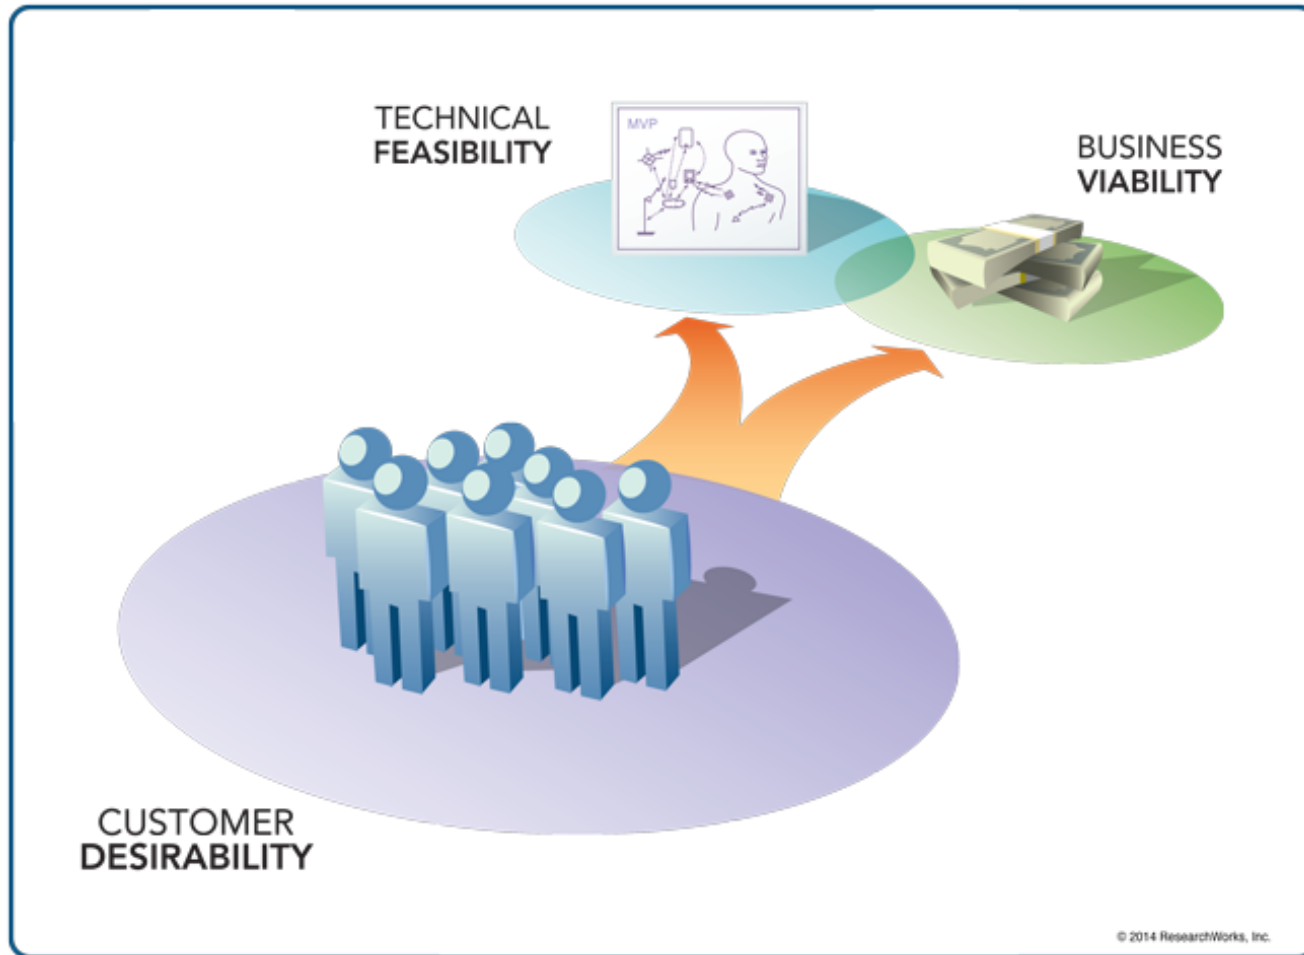 TECHNICAL
FEASIBILITY
MVP
BUSINESS
VIABILITY
CUSTOMER
DESIRABILITY
© 2014 ResearchWorks, Inc.